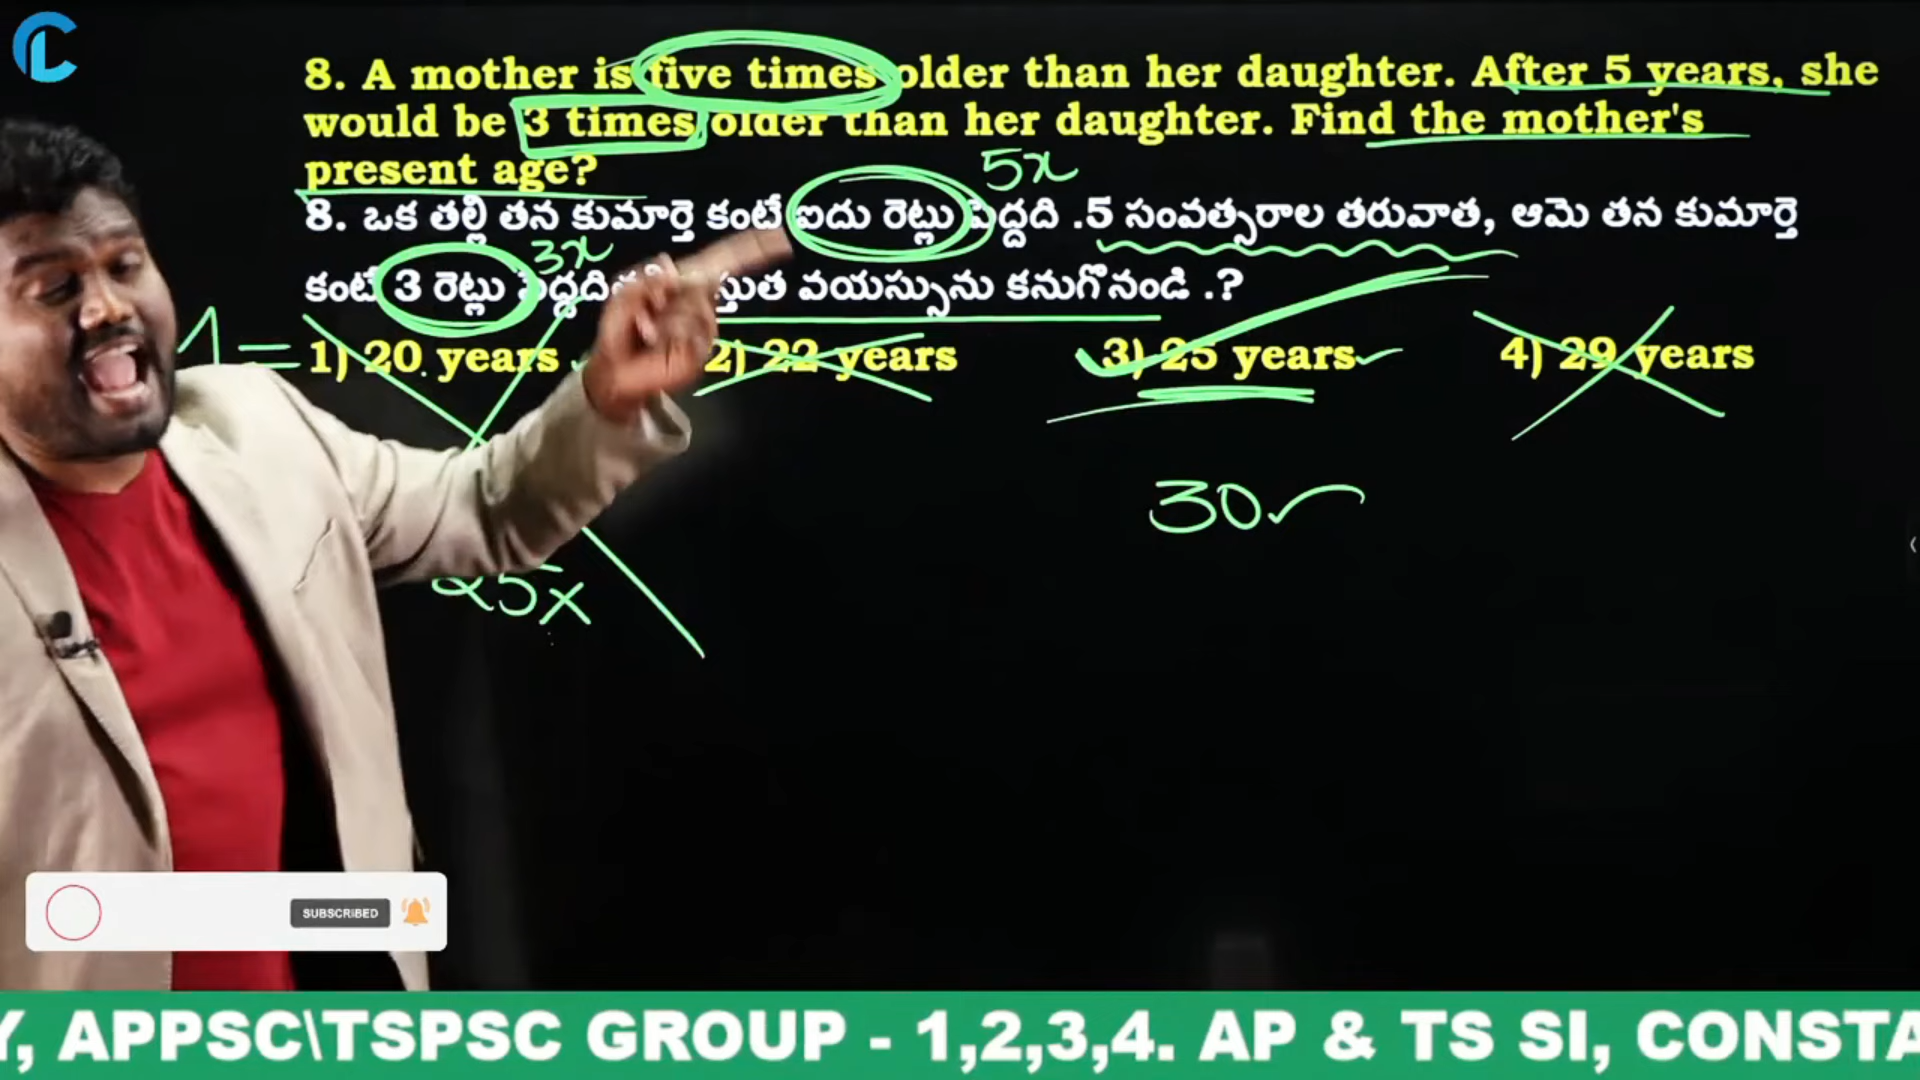 8. A mother is five times older than her daughter. After 5 years, she
would be 3 times older than her daughter. Find the mother's
present age?
5x
8. ఒక తల్లి తన కుమార్తె కంటే ఐదు రెట్లు పెద్దది .5 సంవత్సరాల తరువాత, ఆమె తన కుమార్తె
3x
కంటే 3 రెట్లు వయస్సును కనుగొనండి .?
1) 20 years 2) 22 years 3) 25 years 4) 29 years
30
25x
SUBSCRIBED
, APPSC\TSPSC GROUP - 1,2,3,4. AP & TS SI,